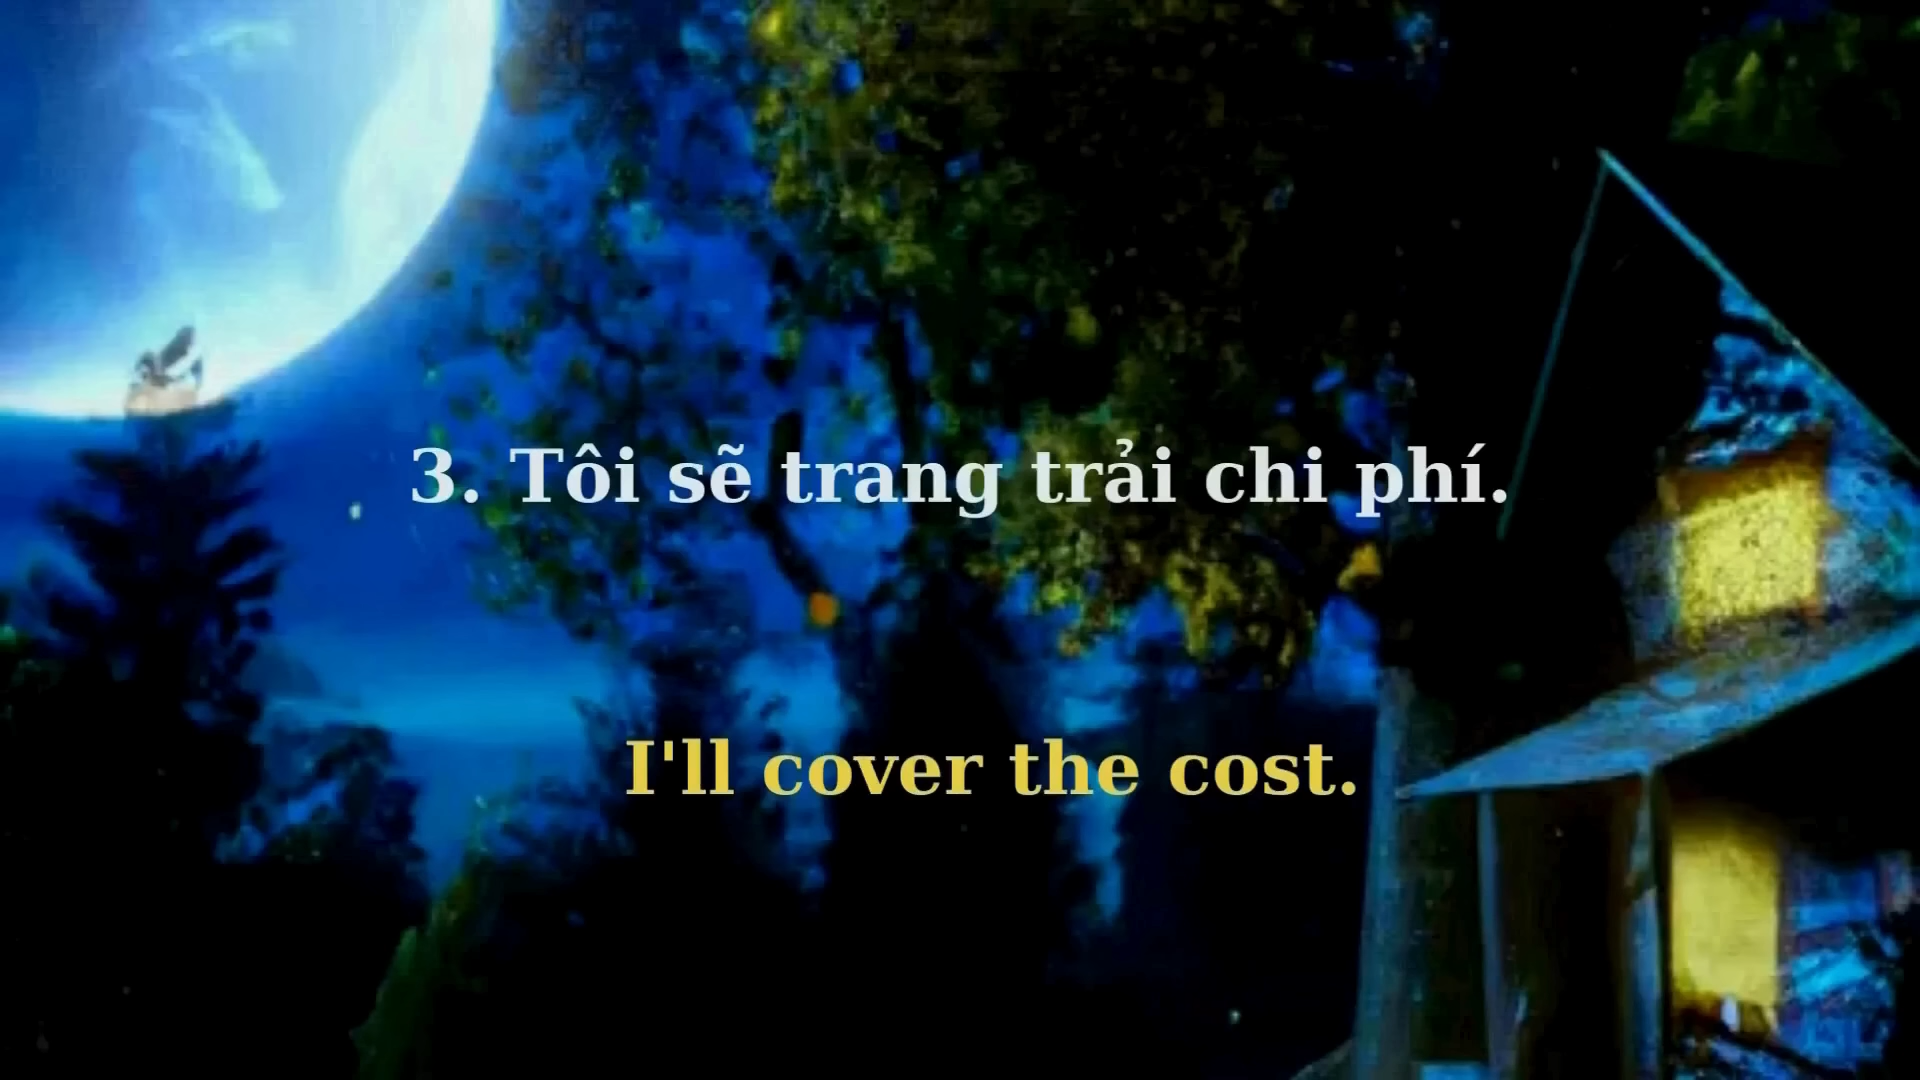 3. Tôi sẽ trang trải chi phí.
I'll cover the cost.